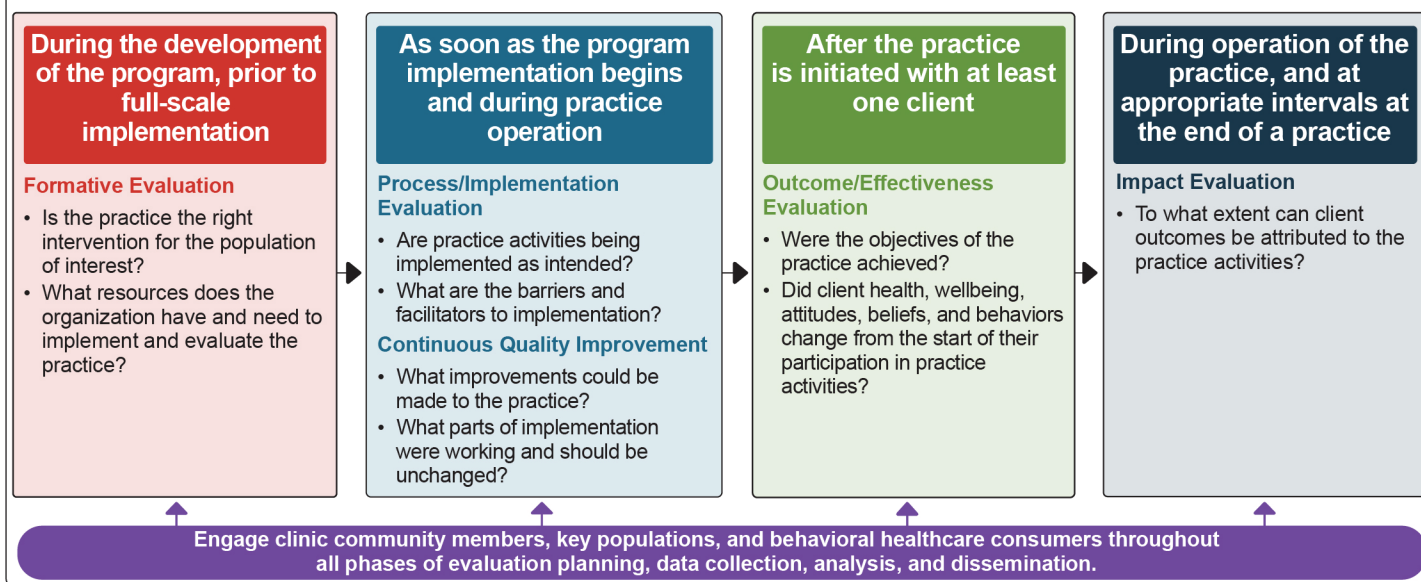 During the development
of the program, prior to
full-scale
implementation
Formative Evaluation
• Is the practice the right
intervention for the population
of interest?
• What resources does the
organization have and need to
implement and evaluate the
practice?
As soon as the program
implementation begins
and during practice
operation
Process/Implementation
Evaluation
• Are practice activities being
implemented as intended?
• What are the barriers and
facilitators to implementation?
Continuous Quality Improvement
• What improvements could be
made to the practice?
• What parts of implementation
were working and should be
unchanged?
After the practice
is initiated with at least
one client
Outcome/Effectiveness
Evaluation
• Were the objectives of the
practice achieved?
• Did client health, wellbeing,
attitudes, beliefs, and behaviors
change from the start of their
participation in practice
activities?
During operation of the
practice, and at
appropriate intervals at
the end of a practice
Impact Evaluation
• To what extent can client
outcomes be attributed to the
practice activities?
Engage clinic community members, key populations, and behavioral healthcare consumers throughout
all phases of evaluation planning, data collection, analysis, and dissemination.